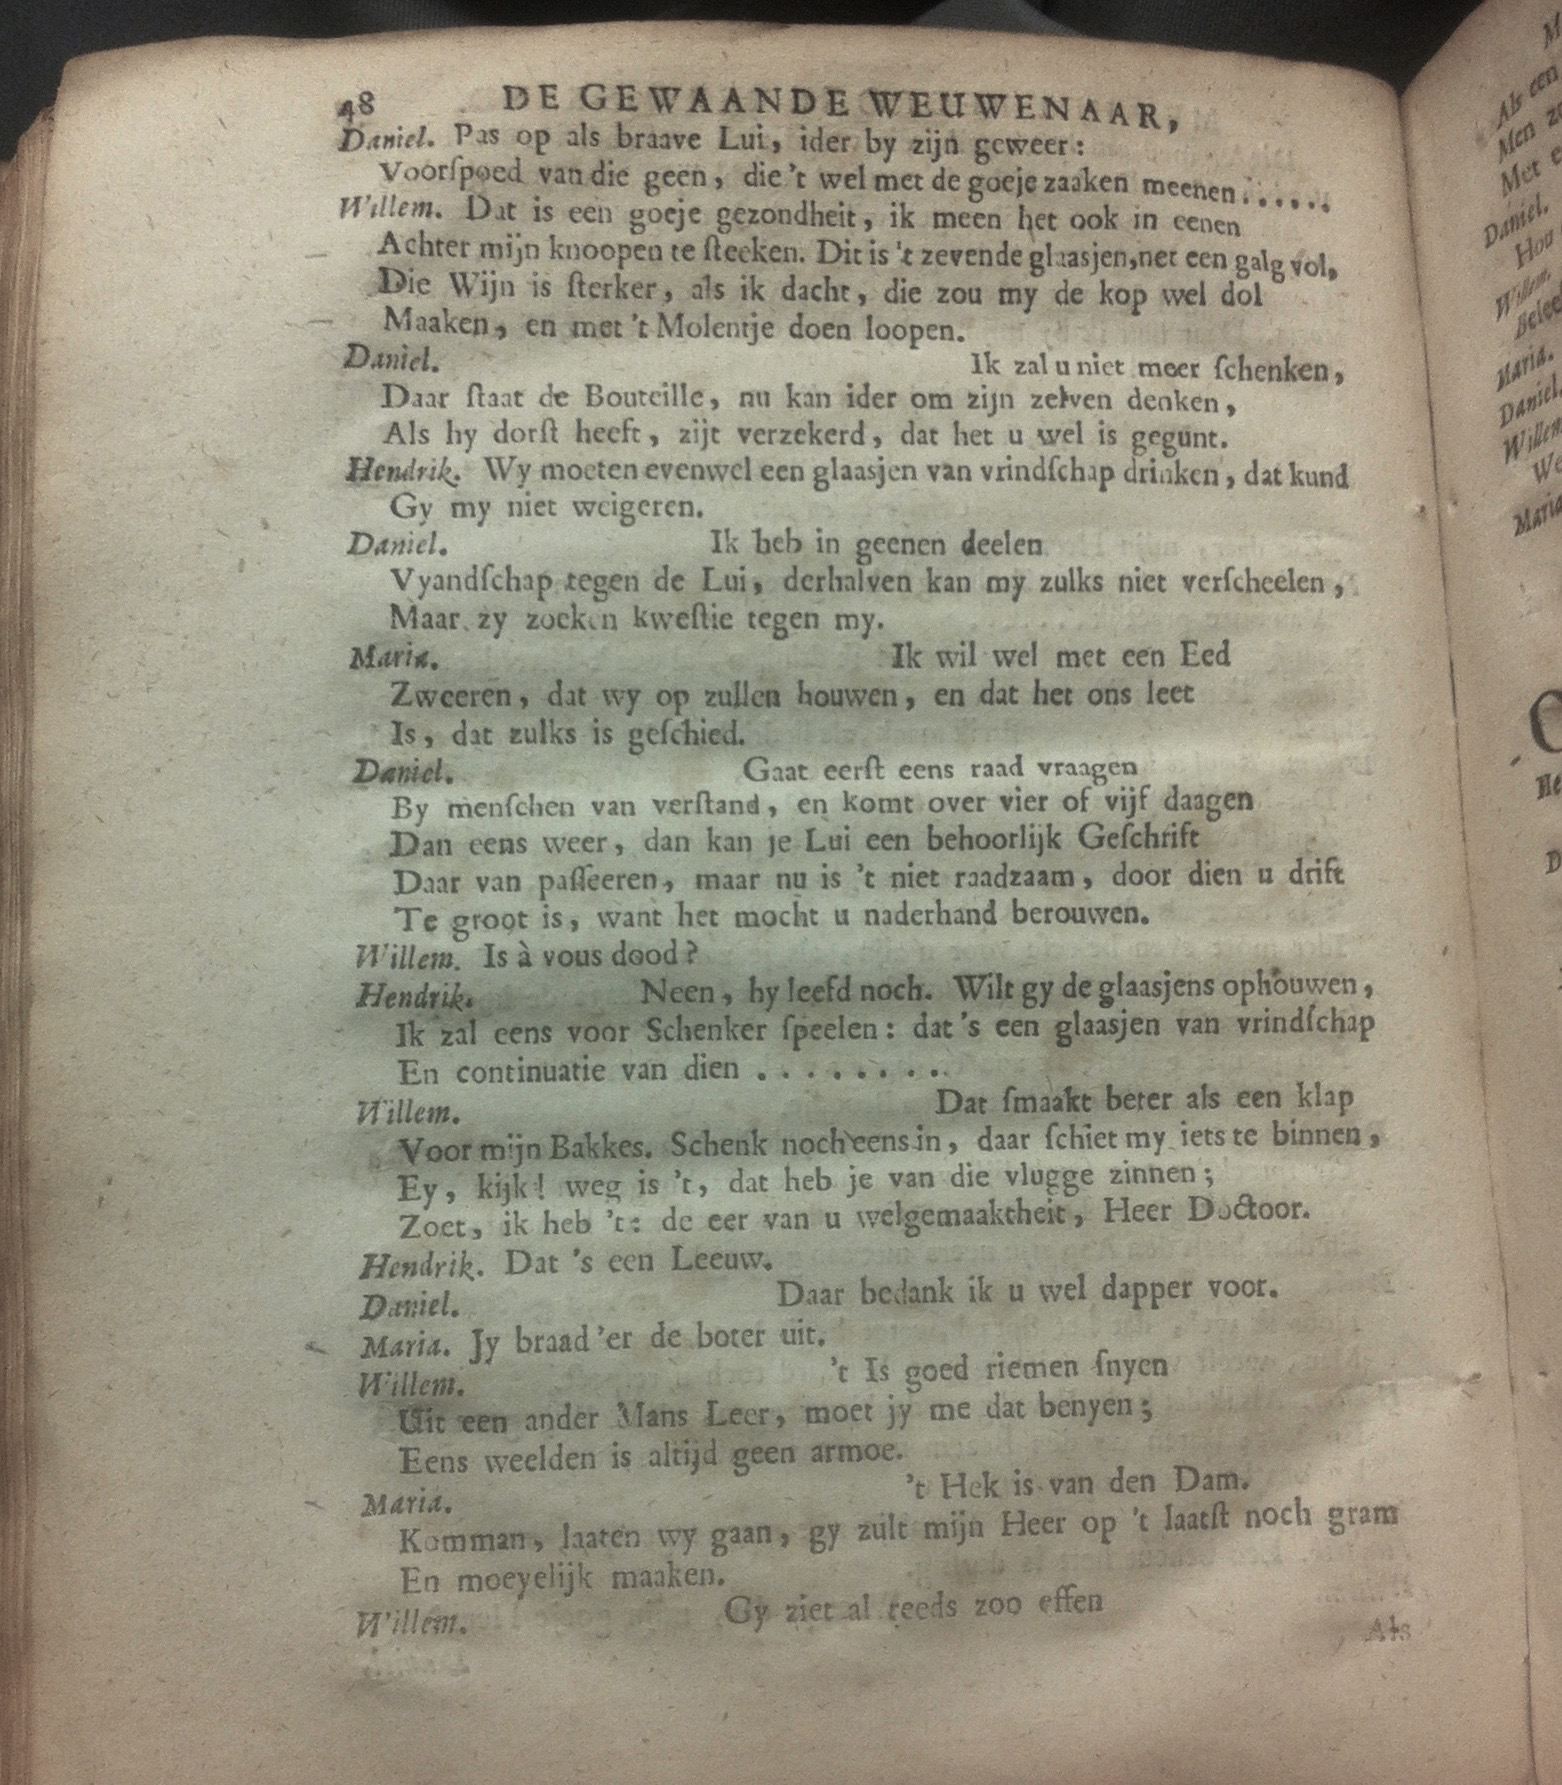 48 DE GEWAANDE WEUWENAAR,
Daniel. Pas op als braave Lui, ider by zijn geweer:
Voorſpoed van die geen, die 't wel met de goeje zaaken meenen . . . . . .
Willem. Dat is een goeje gezondheit, ik meen het ook in eenen
Achter mijn knoopen te ſteeken. Dit is 't zevende glaasjen, net een galg vol,
Die Wijn is ſterker, als ik dacht, die zou my de kop wel dol
Maaken, en met 't Molentje doen loopen.
Daniel. Ik zal u niet meer ſchenken,
Daar ſtaat de Bouteille, nu kan ider om zijn zelven denken,
Als hy dorſt heeft, zijt verzekerd, dat het u wel is gegunt.
Hendrik. Wy moeten evenwel een glaasjen van vrindſchap drinken, dat kund
Gy my niet weigeren.
Daniel. Ik heb in geenen deelen
Vyandſchap tegen de Lui, derhalven kan my zulks niet verſcheelen,
Maar zy zoeken kweſtie tegen my.
Maria. Ik wil wel met een Eed
Zweeren, dat wy op zullen houwen, en dat het ons leet
Is, dat zulks is geſchied.
Daniel. Gaat eerſt eens raad vraagen
By menſchen van verſtand, en komt over vier of vijf daagen
Dan eens weer, dan kan je Lui een behoorlijk Geſchrift
Daar van paſſeeren, maar nu is 't niet raadzaam, door dien u drift
Te groot is, want het mocht u naderhand berouwen.
Willem. Is à vous dood?
Hendrik. Neen, hy leefd noch. Wilt gy de glaasjens ophouwen,
Ik zal eens voor Schenker ſpeelen: dat 's een glaasjen van vrindſchap
En continuatie van dien . . . . . . . . .
Willem. Dat ſmaakt beter als een klap
Voor mijn Bakkes. Schenk noch eens in, daar ſchiet my iets te binnen,
Ey, kijk! weg is 't, dat heb je van die vlugge zinnen;
Zoet, ik heb 't: de eer van u welgemaaktheit, Heer Doctoor.
Hendrik. Dat 's een Leeuw.
Daniel. Daar bedank ik u wel dapper voor.
Maria. Jy braad 'er de boter uit.
Willem. 't Is goed riemen ſnyen
Uit een ander Mans Leer, moet jy me dat benyen;
Eens weelden is altijd geen armoe.
Maria. 't Hek is van den Dam.
Komman, laaten wy gaan, gy zult mijn Heer op 't laatſt noch gram
En moeyelijk maaken.
Willem. Gy ziet al reeds zoo effen
Als
Als een
Men
Met
Daniel.
Hou
Willem.
Maria.
Daniel.
Willem
We
Maria